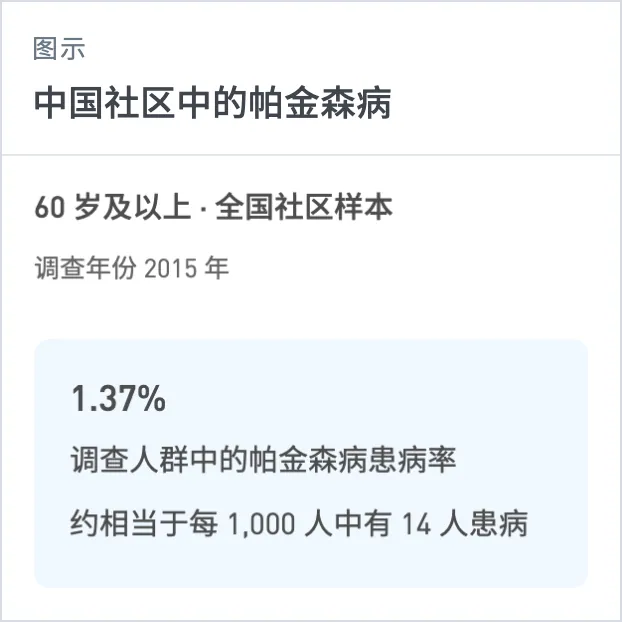 图示
中国社区中的帕金森病
60 岁及以上 · 全国社区样本
调查年份 2015 年
1.37%
调查人群中的帕金森病患病率
约相当于每 1,000 人中有 14 人患病